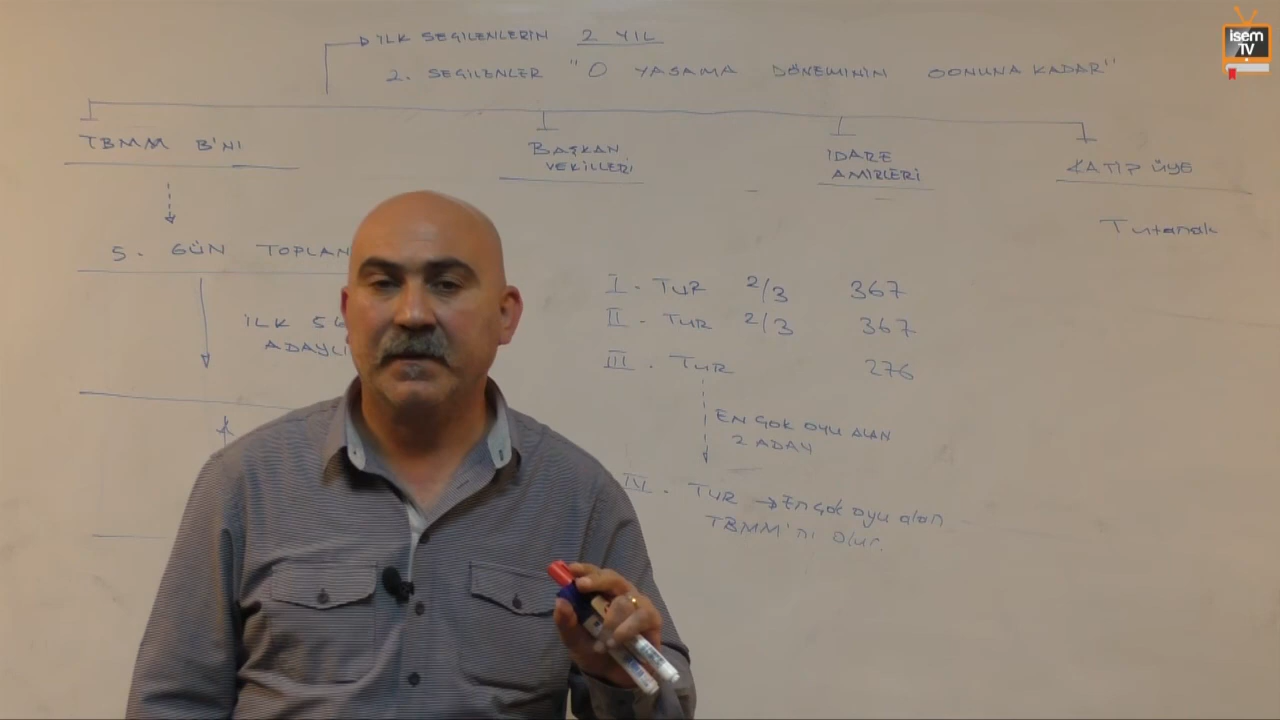 İLK SEÇİLENLERİN 2 YIL
2. SEÇİLENLER "O YASAMA DÖNEMİNİN SONUNA KADAR"
TBMM B'NI
BAŞKAN VEKİLLERİ
İDARE AMİRLERİ
KATİP ÜYE
Tutanak
5. GÜN TOPLAN
İLK 5
ADAYLI
I. TUR 2/3 367
II. TUR 2/3 367
III. TUR 276
EN ÇOK OYU ALAN
2 ADAY
IV. TUR → En çok oyu alan
TBMM'nı Olur.
isem
TV